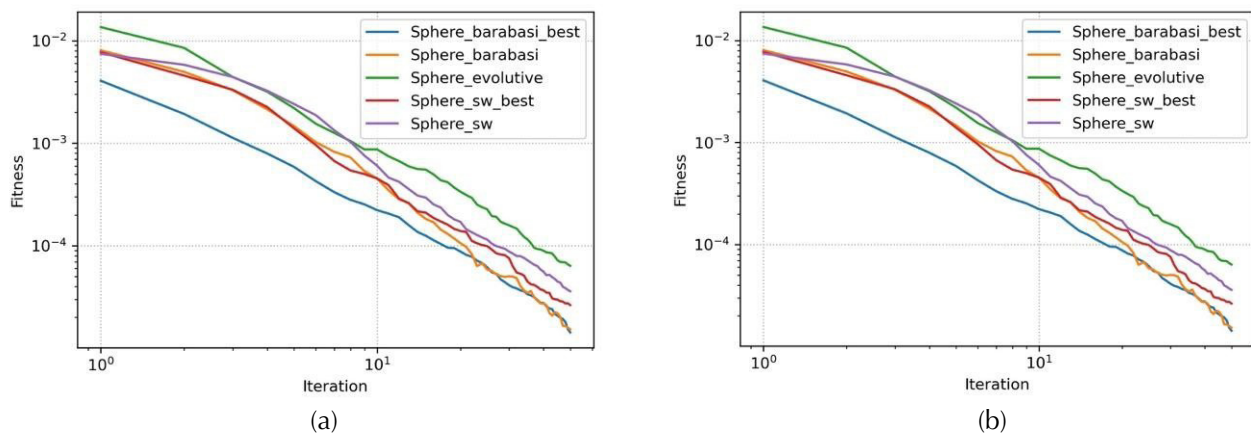 10⁻²
10⁻³
10⁻⁴
Fitness
10⁰
10¹
Iteration
Sphere_barabasi_best
Sphere_barabasi
Sphere_evolutive
Sphere_sw_best
Sphere_sw
(a)
10⁻²
10⁻³
10⁻⁴
Fitness
10⁰
10¹
Iteration
Sphere_barabasi_best
Sphere_barabasi
Sphere_evolutive
Sphere_sw_best
Sphere_sw
(b)